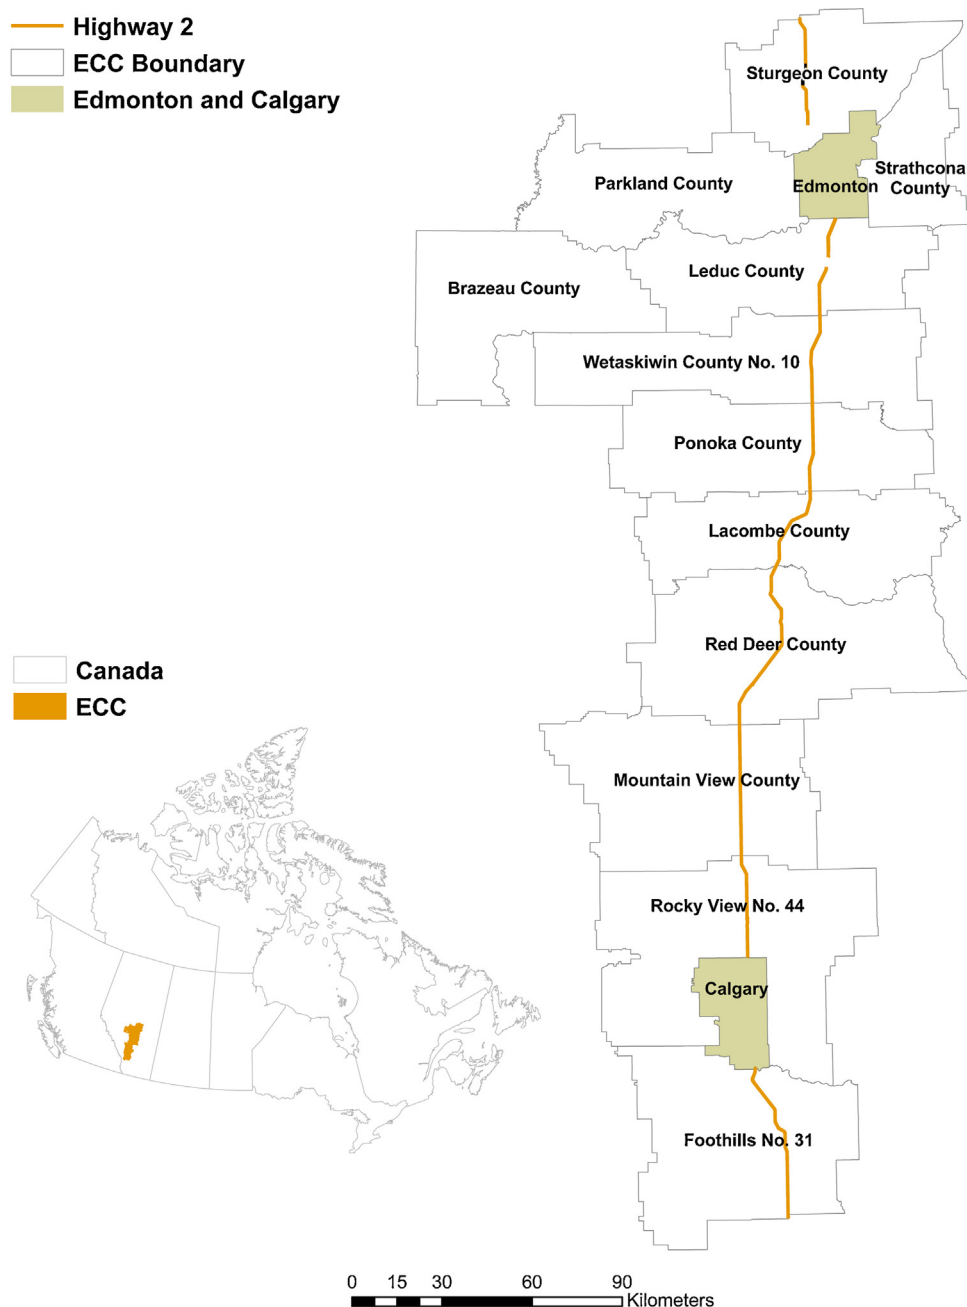 Highway 2
ECC Boundary
Edmonton and Calgary
Sturgeon County
Strathcona
County
Edmonton
Parkland County
Leduc County
Brazeau County
Wetaskiwin County No. 10
Ponoka County
Lacombe County
Red Deer County
Canada
ECC
Mountain View County
Rocky View No. 44
Calgary
Foothills No. 31
0 15 30 60 90
Kilometers